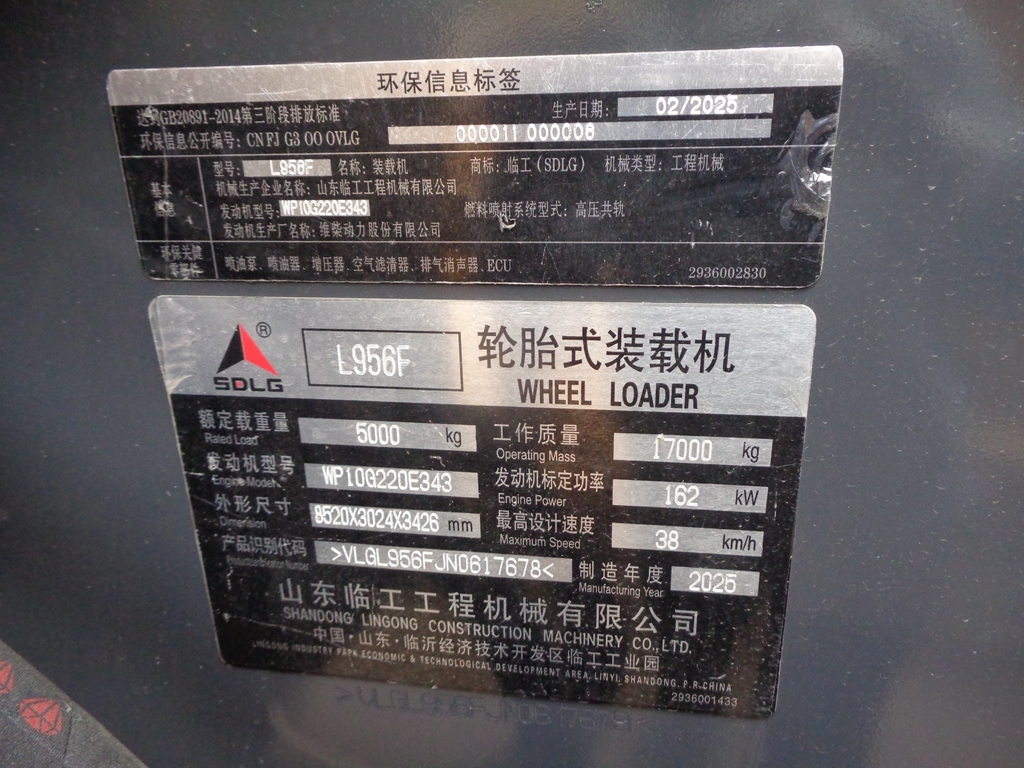 环保信息标签
GB20891-2014第三阶段排放标准 生产日期: 02/2025
环保信息公开编号: CN FJ G3 00 0VLG 000011 000008
基本 型号: L956F 名称: 装载机 商标: 临工(SDLG) 机械类型: 工程机械
机械生产企业名称: 山东临工工程机械有限公司
发动机型号: WP10G220E343 燃料喷射系统型式: 高压共轨
发动机生产厂名称: 潍柴动力股份有限公司
环保关键
零部件 喷油泵、喷油器、增压器、空气滤清器、排气消声器、ECU 2936002830
SDLG ® L956F 轮胎式装载机
WHEEL LOADER
额定载重量 5000 kg 工作质量 17000 kg
Rated Load Operating Mass
发动机型号 WP10G220E343 发动机标定功率 162 kW
Engine Model Engine Power
外形尺寸 8520X3024X3426 mm 最高设计速度 38 km/h
Dimension Maximum Speed
产品识别代码 >VLGL956FJN0617678< 制造年度 2025
Manufacturing Year
山东临工工程机械有限公司
SHANDONG LINGONG CONSTRUCTION MACHINERY CO.,LTD.
中国·山东·临沂经济技术开发区临工工业园
LINGONG INDUSTRY PARK ECONOMIC & TECHNOLOGICAL DEVELOPMENT AREA, LINYI, SHANDONG, P.R.CHINA
2936001433